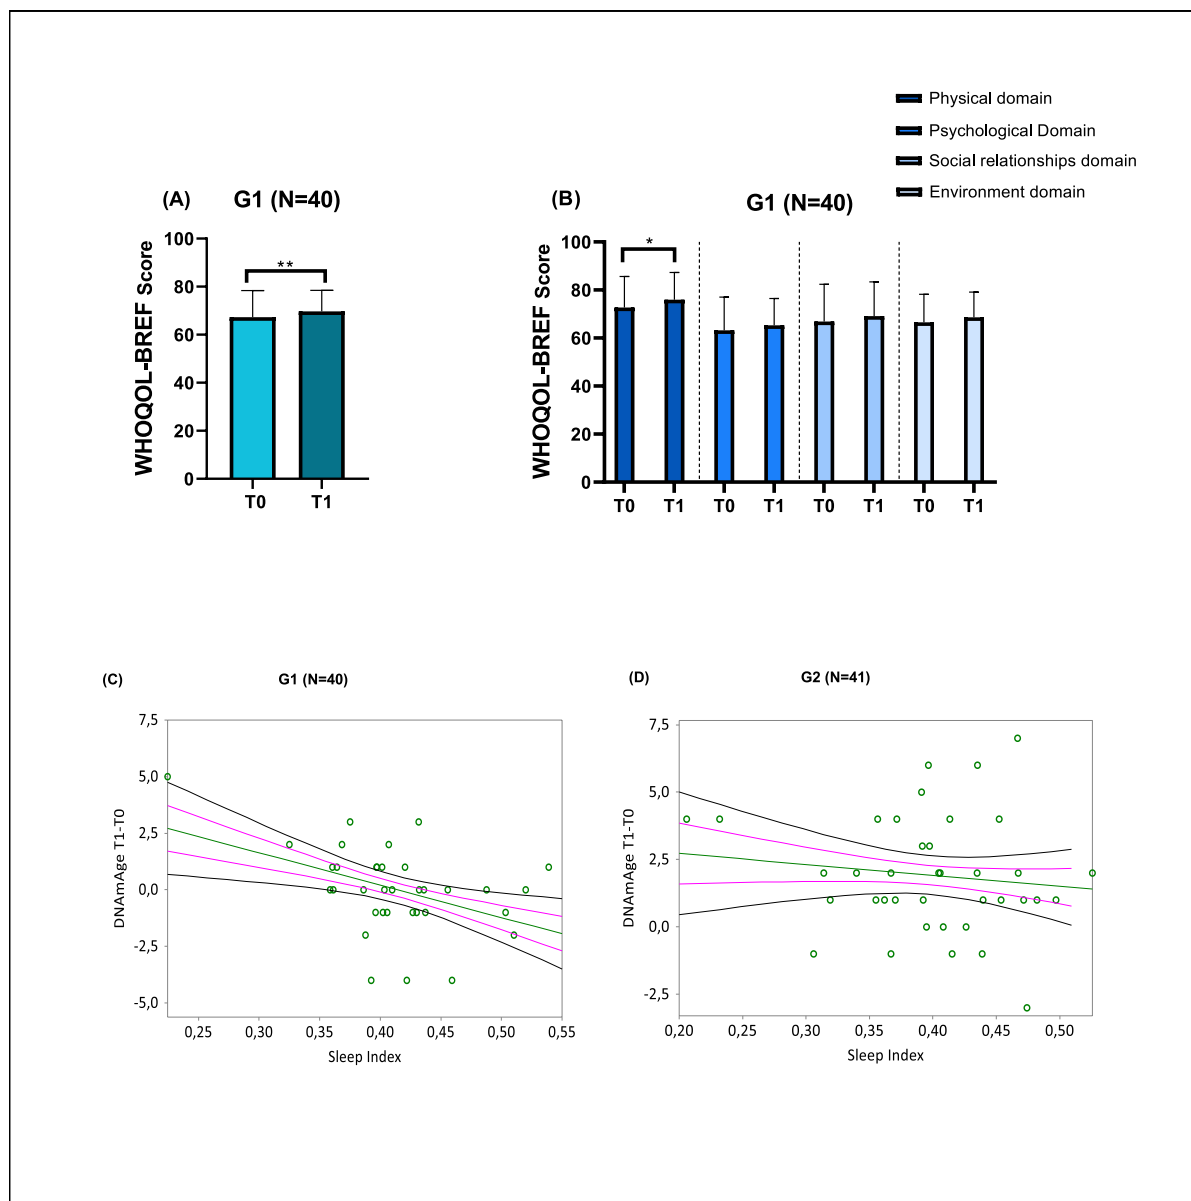 Physical domain
Psychological Domain
Social relationships domain
Environment domain
(A) G1 (N=40)
WHOQOL-BREF Score
100
80
60
40
20
0
**
T0 T1
(B) G1 (N=40)
WHOQOL-BREF Score
100
80
60
40
20
0
*
T0 T1 T0 T1 T0 T1 T0 T1
(C) G1 (N=40)
DNAmAge T1-T0
7,5
5,0
2,5
0,0
-2,5
-5,0
0,25 0,30 0,35 0,40 0,45 0,50 0,55
Sleep Index
(D) G2 (N=41)
DNAmAge T1-T0
7,5
5,0
2,5
0,0
-2,5
0,20 0,25 0,30 0,35 0,40 0,45 0,50
Sleep Index